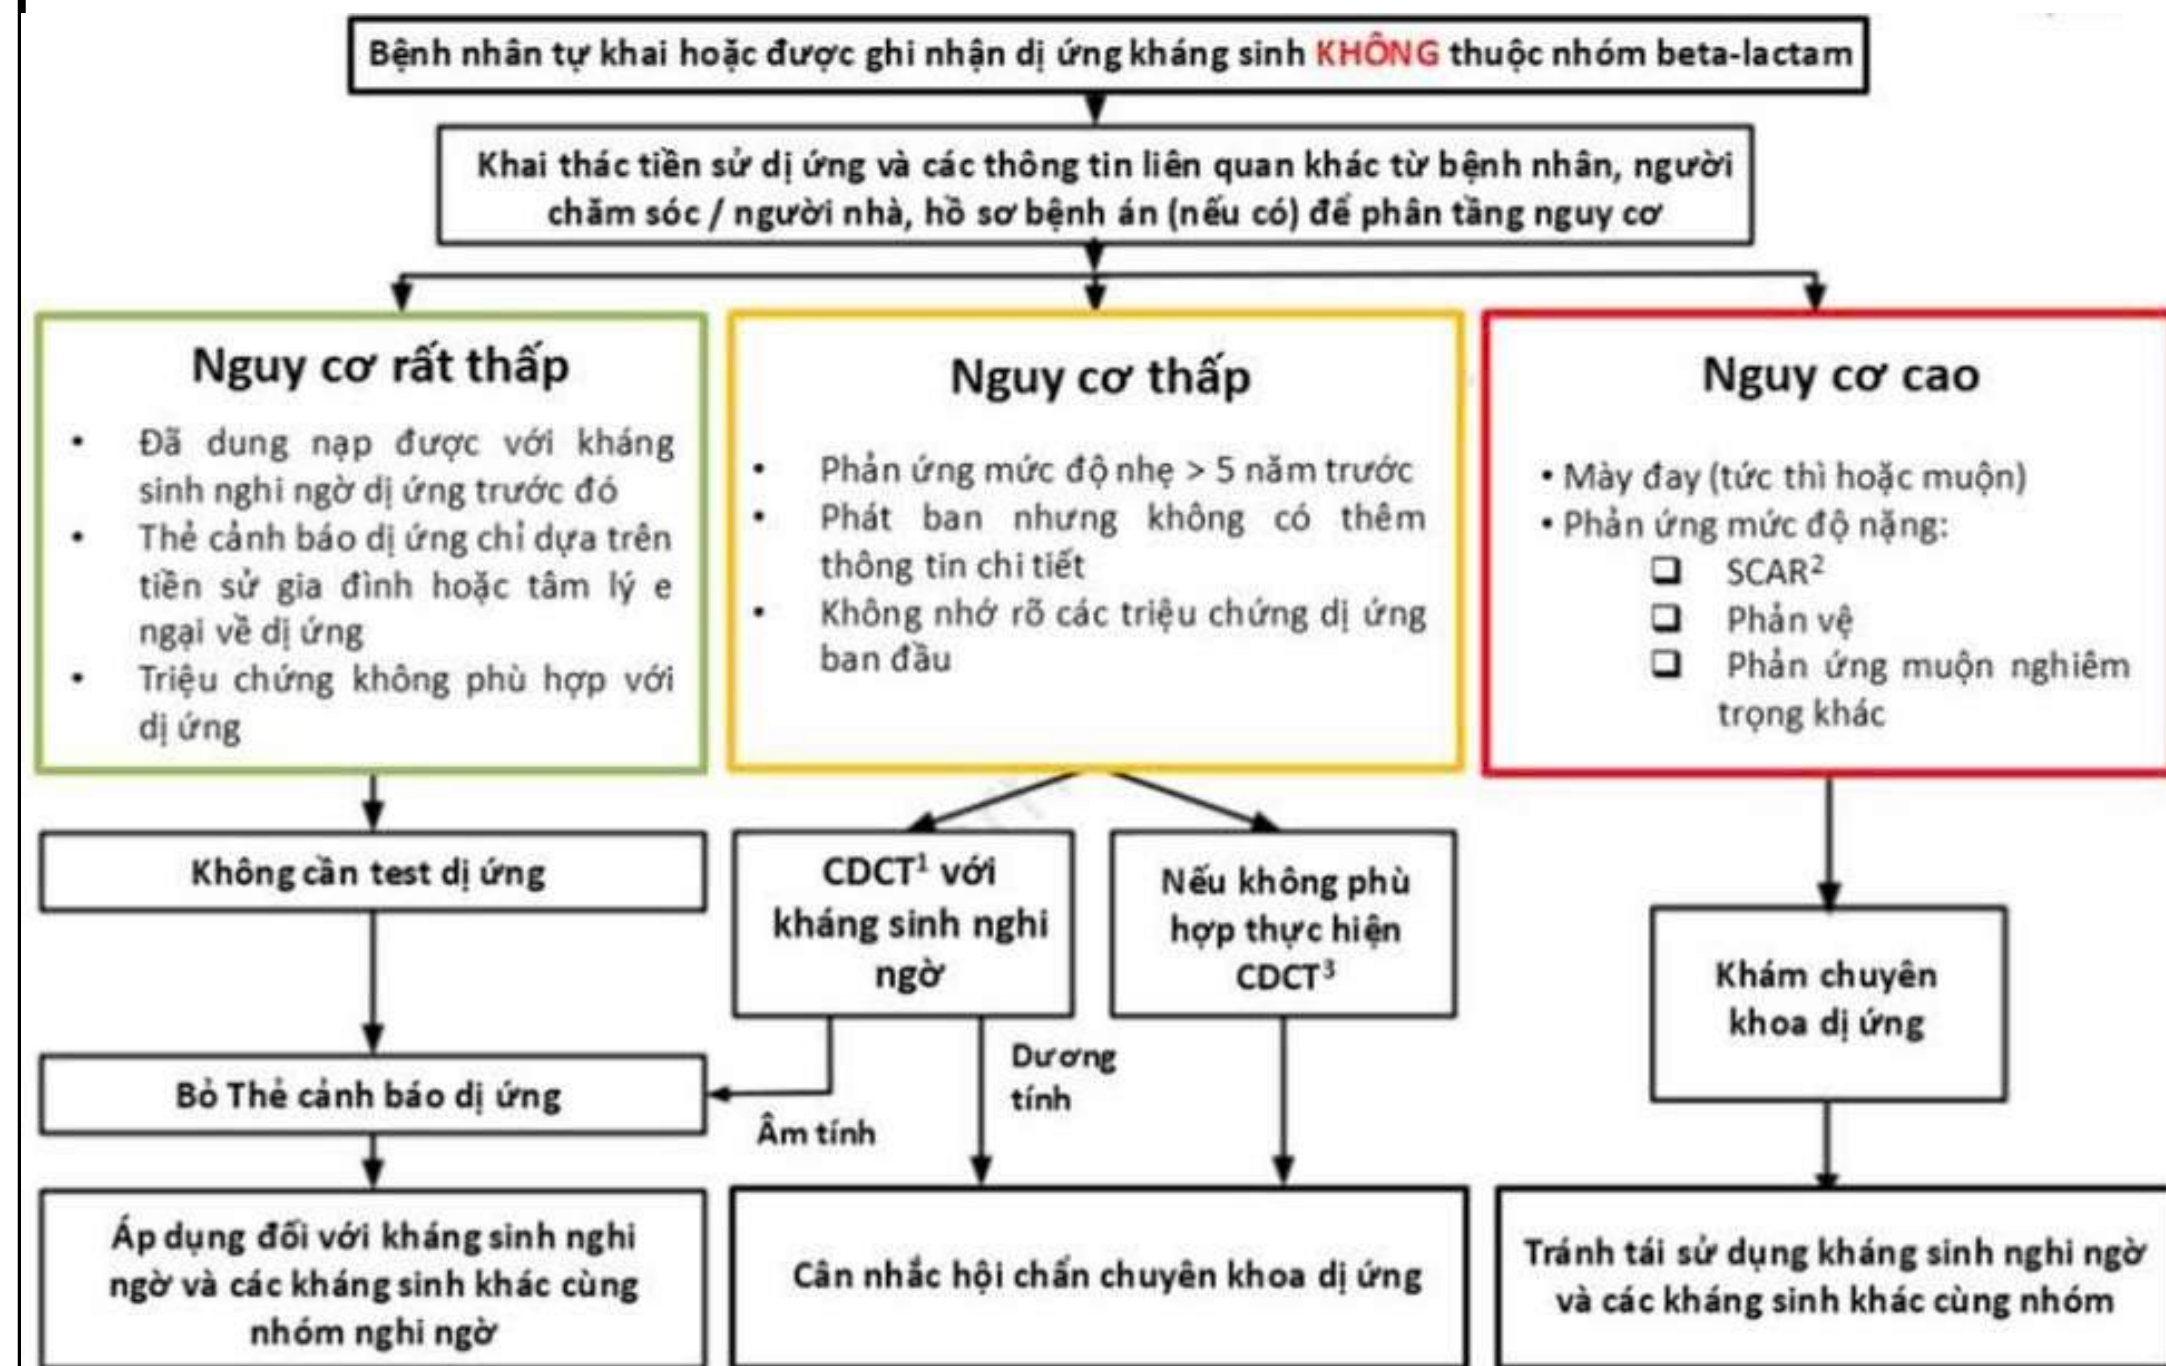 Bệnh nhân tự khai hoặc được ghi nhận dị ứng kháng sinh KHÔNG thuộc nhóm beta-lactam
Khai thác tiền sử dị ứng và các thông tin liên quan khác từ bệnh nhân, người
chăm sóc / người nhà, hồ sơ bệnh án (nếu có) để phân tầng nguy cơ
Nguy cơ rất thấp
• Đã dung nạp được với kháng
sinh nghi ngờ dị ứng trước đó
• Thẻ cảnh báo dị ứng chỉ dựa trên
tiền sử gia đình hoặc tâm lý e
ngại về dị ứng
• Triệu chứng không phù hợp với
dị ứng
Nguy cơ thấp
• Phản ứng mức độ nhẹ > 5 năm trước
• Phát ban nhưng không có thêm
thông tin chi tiết
• Không nhớ rõ các triệu chứng dị ứng
ban đầu
Nguy cơ cao
• Mày đay (tức thì hoặc muộn)
• Phản ứng mức độ nặng:
❑ SCAR²
❑ Phản vệ
❑ Phản ứng muộn nghiêm
trọng khác
Không cần test dị ứng
CDCT¹ với
kháng sinh nghi
ngờ
Nếu không phù
hợp thực hiện
CDCT³
Khám chuyên
khoa dị ứng
Bỏ Thẻ cảnh báo dị ứng
Âm tính
Dương
tính
Áp dụng đối với kháng sinh nghi
ngờ và các kháng sinh khác cùng
nhóm nghi ngờ
Cân nhắc hội chẩn chuyên khoa dị ứng
Tránh tái sử dụng kháng sinh nghi ngờ
và các kháng sinh khác cùng nhóm